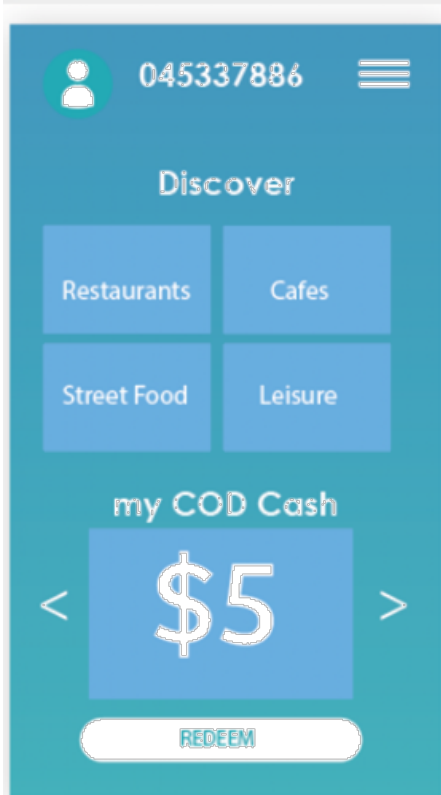 045337886
Discover
Restaurants
Cafes
Street Food
Leisure
my COD Cash
< $5 >
REDEEM